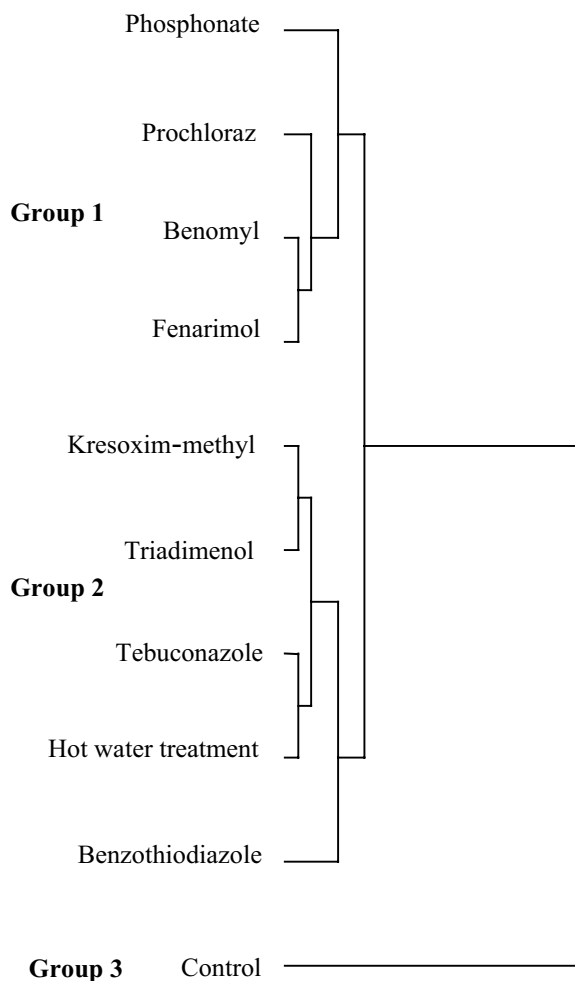 Phosphonate
Prochloraz
Group 1
Benomyl
Fenarimol
Kresoxim-methyl
Triadimenol
Group 2
Tebuconazole
Hot water treatment
Benzothiodiazole
Group 3 Control